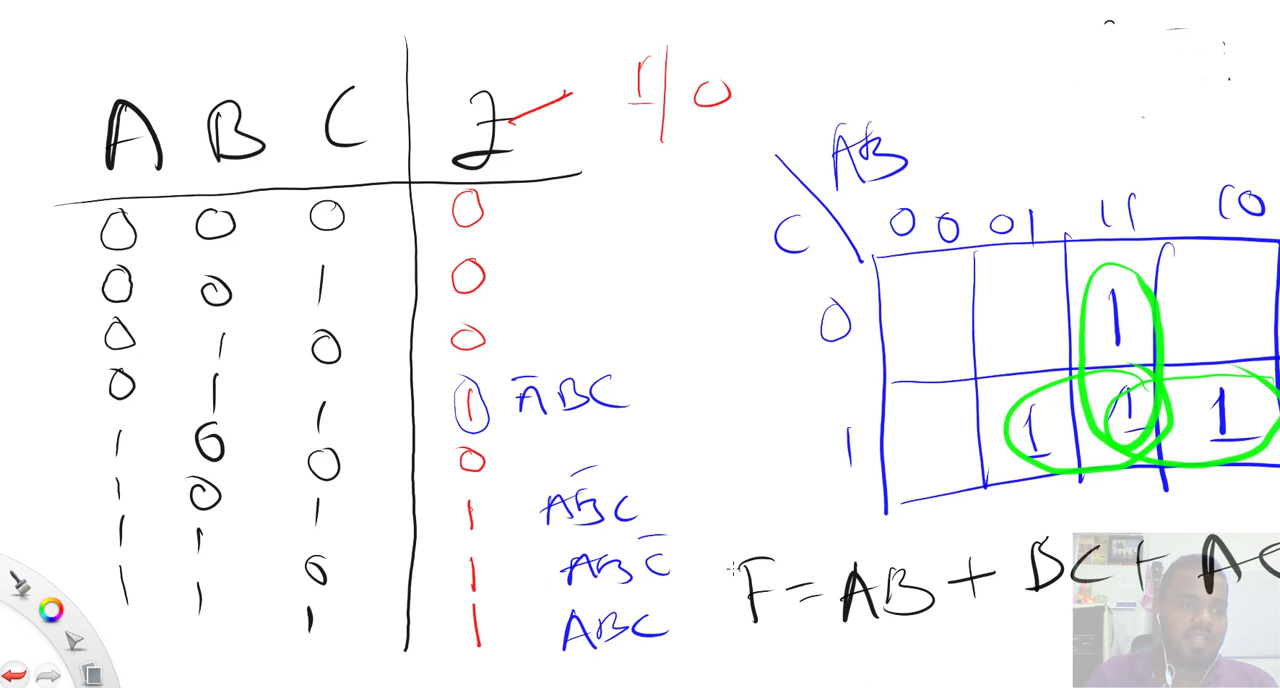 A B C Z 1/0
0 0 0 0
0 0 1 0
0 1 0 0
0 1 1 1 A̅BC
1 0 0 0
1 0 1 1 AB̅C
1 1 0 1 ABC̅
1 1 1 1 ABC
AB
C 00 01 11 10
0 1
1 1 1 1
F = AB + BC + AC